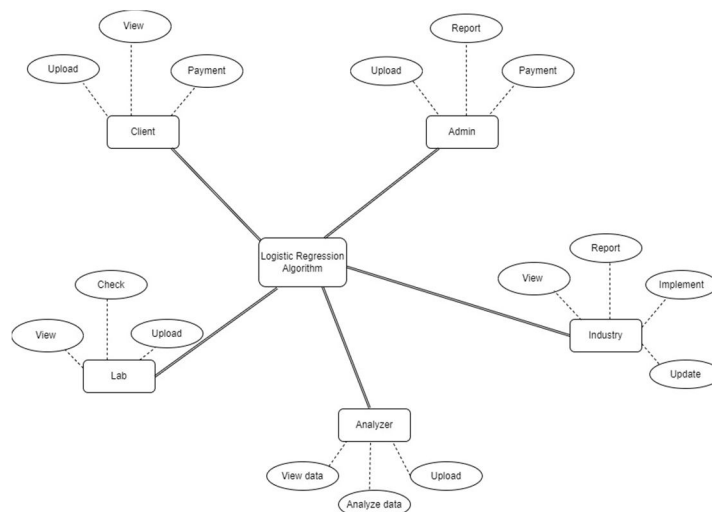 View
Upload
Payment
Client
Report
Upload
Payment
Admin
Logistic Regression
Algorithm
Report
View
Implement
Industry
Update
Check
View
Upload
Lab
Analyzer
View data
Upload
Analyze data